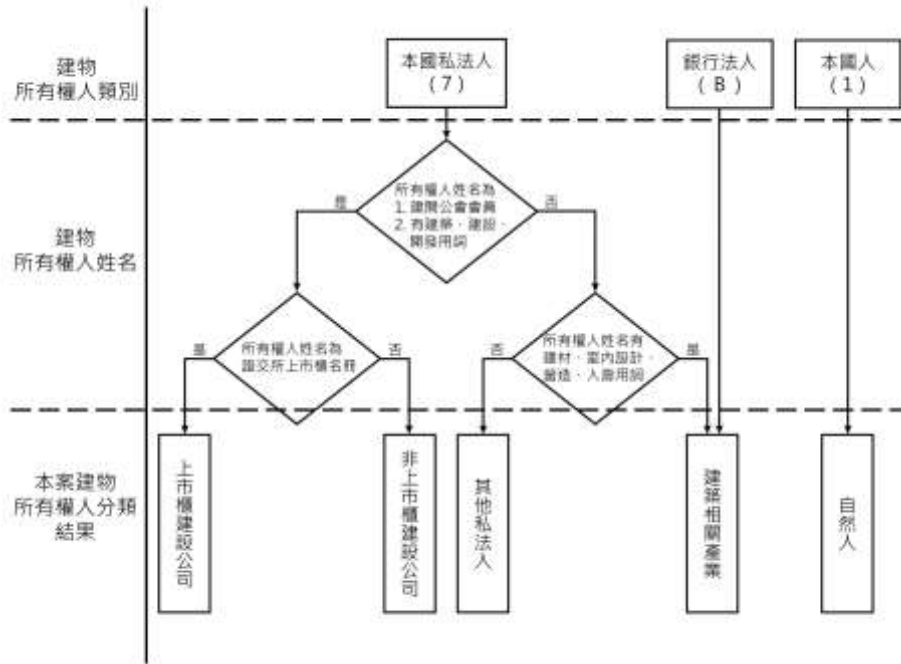 建物
所有權人類別
本國私法人
(7)
銀行法人
(B)
本國人
(1)
建物
所有權人姓名
所有權人姓名為
1. 建開公會會員
2. 有建築、建設、
開發用詞
是
否
所有權人姓名為
證交所上市櫃名冊
是
否
所有權人姓名有
建材、室內設計、
營造、人壽用詞
否
是
本案建物
所有權人分類
結果
上市櫃建設公司
非上市櫃建設公司
其他私法人
建築相關產業
自然人